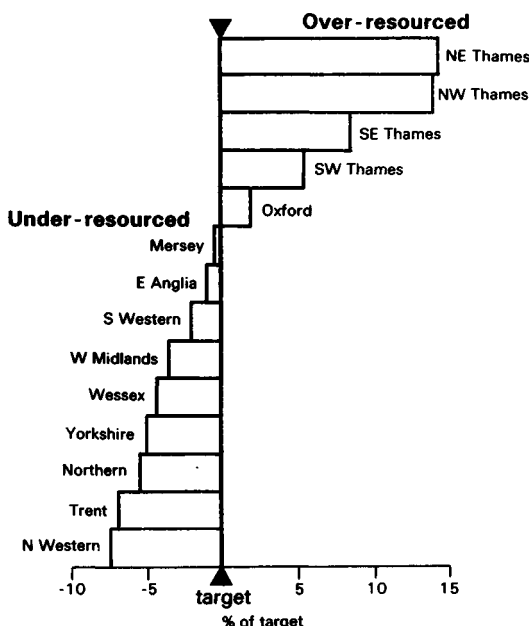 Over-resourced
NE Thames
NW Thames
SE Thames
SW Thames
Oxford
Under-resourced
Mersey
E Anglia
S Western
W Midlands
Wessex
Yorkshire
Northern
Trent
N Western
-10 -5 5 10 15
target
% of target